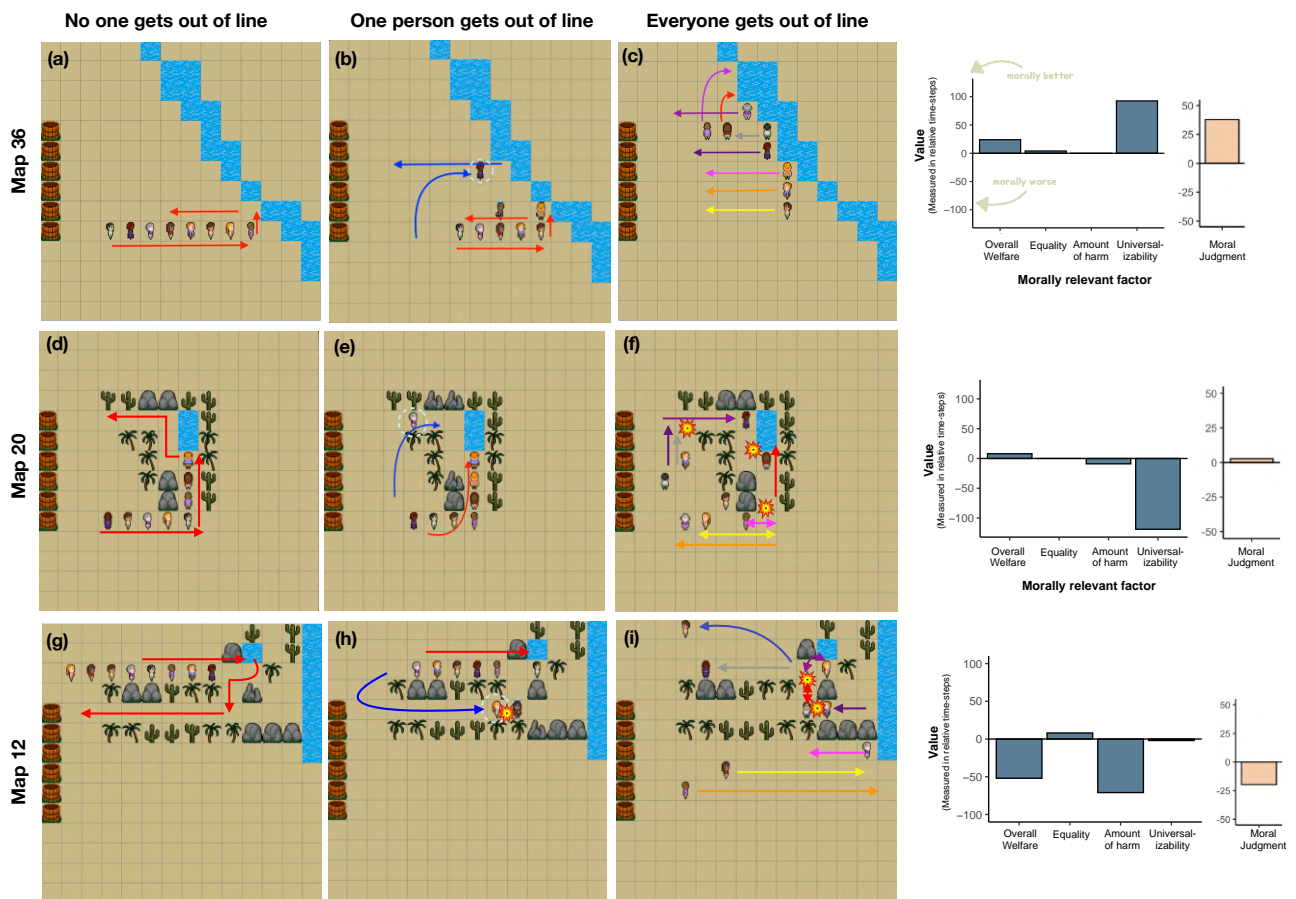 No one gets out of line
One person gets out of line
Everyone gets out of line
Map 36
(a)
(b)
(c)
morally better
morally worse
Value
(Measured in relative time-steps)
100
50
0
−50
−100
Overall
Welfare
Equality
Amount
of harm
Universal-
izability
Morally relevant factor
50
25
0
-25
-50
Moral
Judgment
Map 20
(d)
(e)
(f)
Value
(Measured in relative time-steps)
100
50
0
−50
−100
Overall
Welfare
Equality
Amount
of harm
Universal-
izability
Morally relevant factor
50
25
0
-25
-50
Moral
Judgment
Map 12
(g)
(h)
(i)
Value
(Measured in relative time-steps)
100
50
0
−50
−100
Overall
Welfare
Equality
Amount
of harm
Universal-
izability
50
25
0
-25
-50
Moral
Judgment